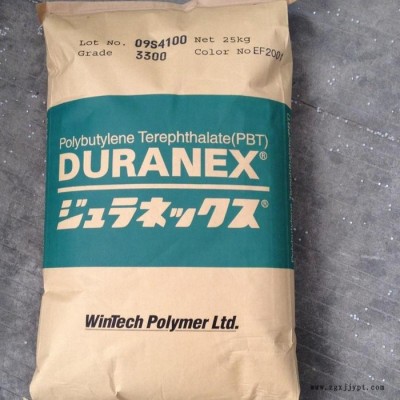 Lot No. 09S4100 Net 25kg
Grade 3300 Color No EF2001
Polybutylene Terephthalate(PBT)
DURANEX®
ジュラネックス®
WinTech Polymer Ltd.
www.zgzjjypt.com